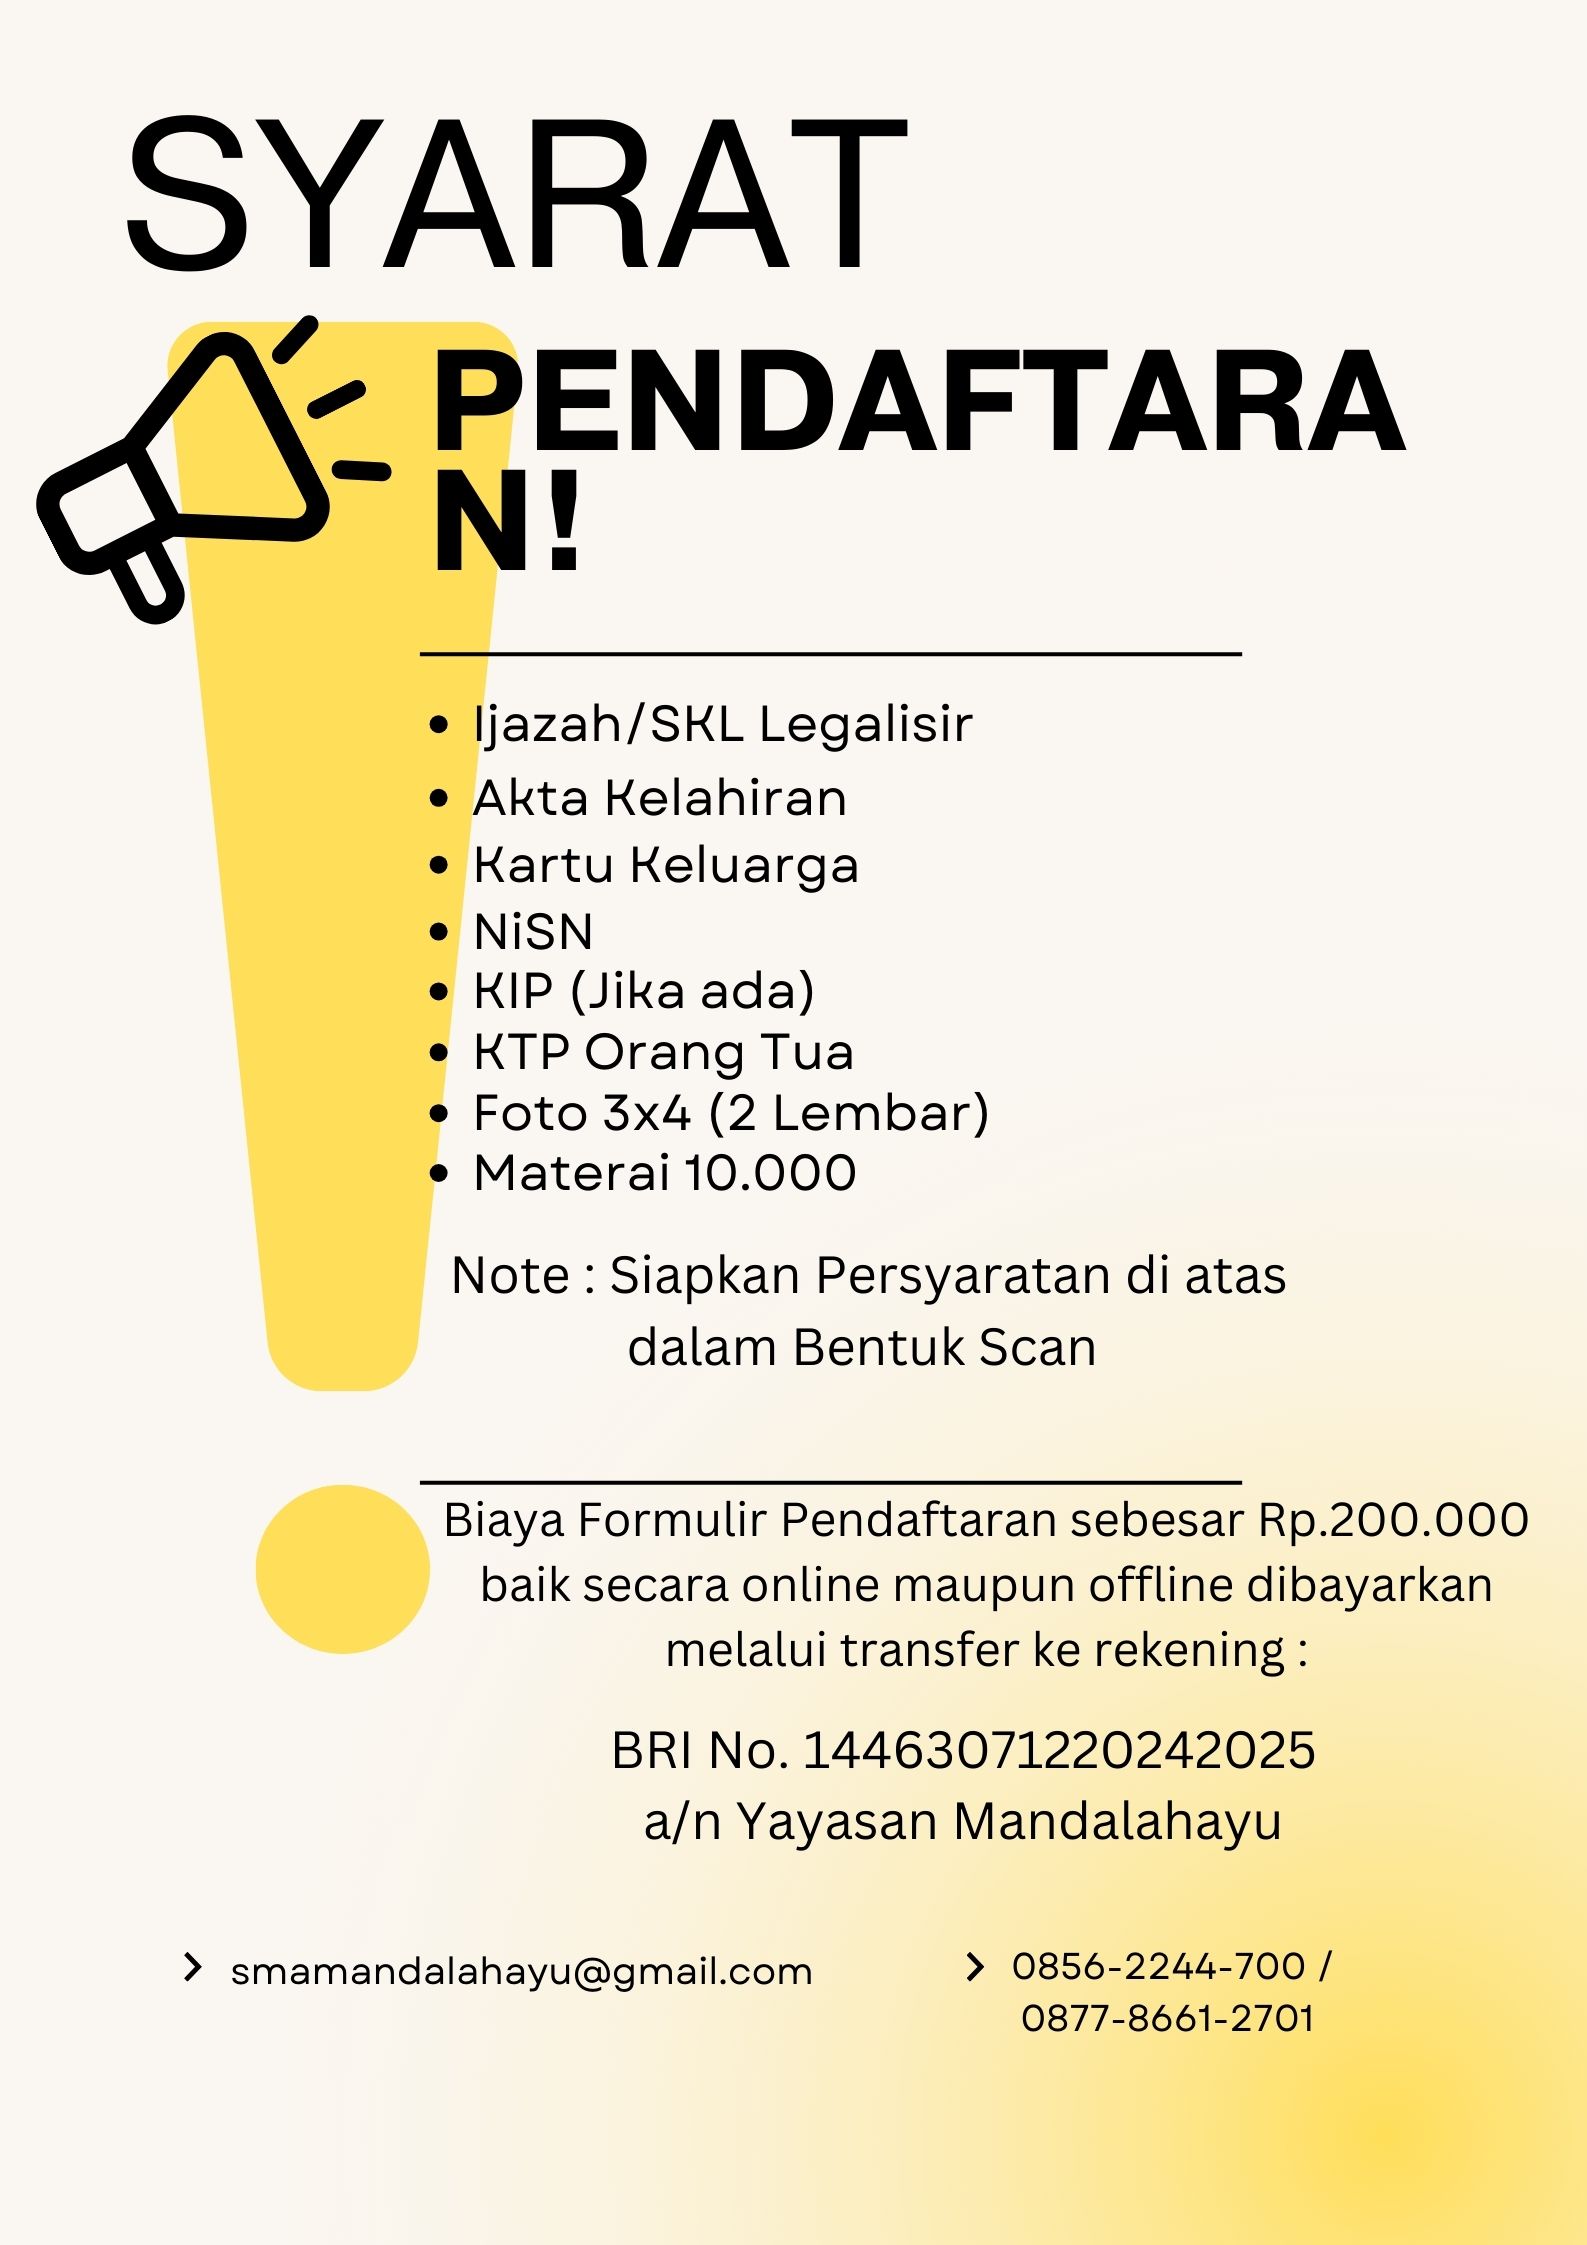 SYARAT
PENDAFTARA
N!
• Ijazah/SKL Legalisir
• Akta Kelahiran
• Kartu Keluarga
• NiSN
• KIP (Jika ada)
• KTP Orang Tua
• Foto 3x4 (2 Lembar)
• Materai 10.000
Note : Siapkan Persyaratan di atas
dalam Bentuk Scan
Biaya Formulir Pendaftaran sebesar Rp.200.000
baik secara online maupun offline dibayarkan
melalui transfer ke rekening :
BRI No. 14463071220242025
a/n Yayasan Mandalahayu
smamandalahayu@gmail.com
0856-2244-700 /
0877-8661-2701